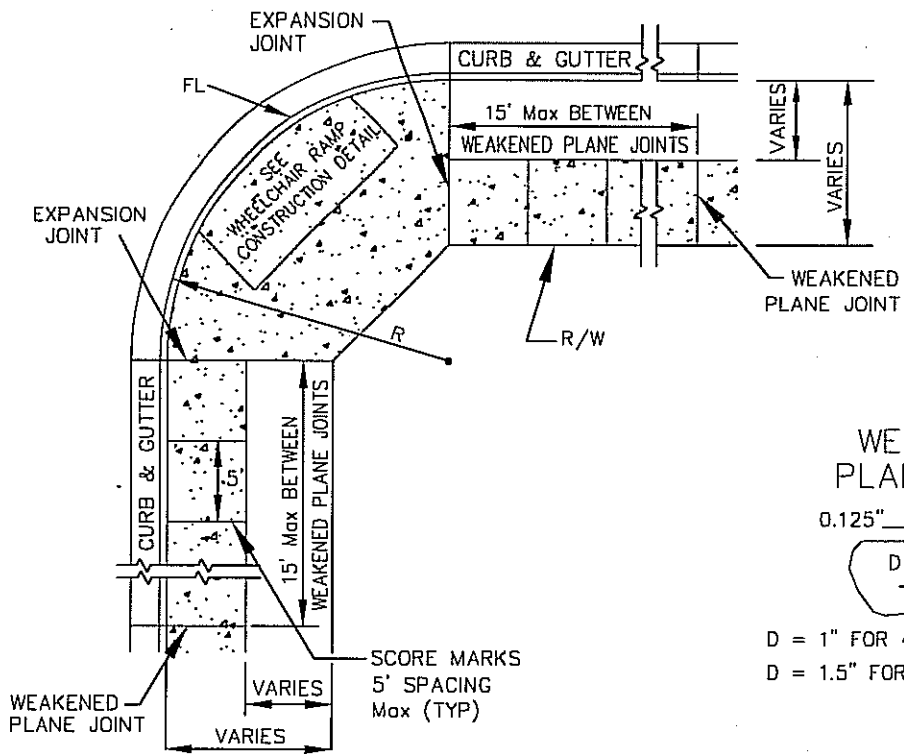 EXPANSION
JOINT
CURB & GUTTER
FL
15' Max BETWEEN
WEAKENED PLANE JOINTS
VARIES
VARIES
SEE
WHEELCHAIR RAMP
CONSTRUCTION DETAIL
EXPANSION
JOINT
WEAKENED
PLANE JOINT
R
R/W
CURB & GUTTER
5'
15' Max BETWEEN
WEAKENED PLANE JOINTS
WE
PLA
0.125"
D
D = 1" FOR
D = 1.5" FOR
SCORE MARKS
5' SPACING
Max (TYP)
WEAKENED
PLANE JOINT
VARIES
VARIES